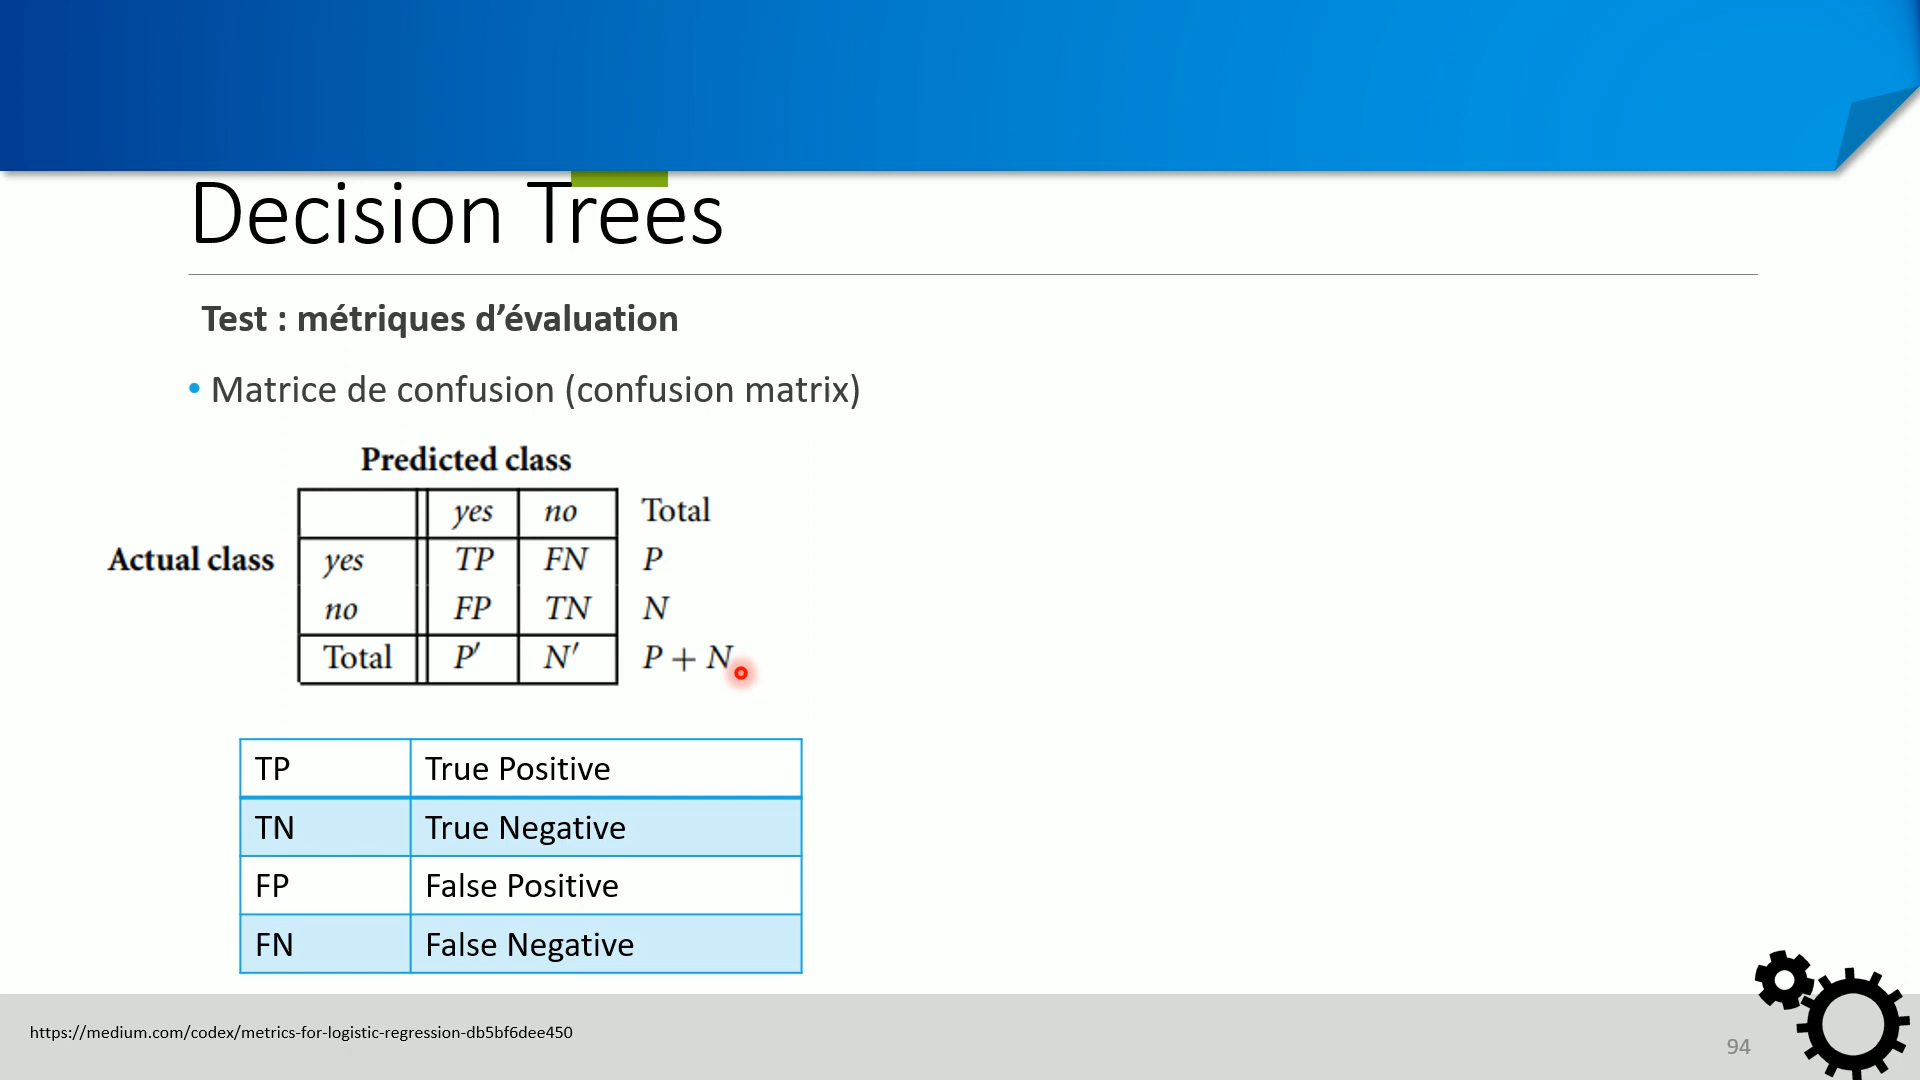 Decision Trees
Test : métriques d’évaluation
• Matrice de confusion (confusion matrix)
Predicted class
yes no Total
Actual class yes TP FN P
no FP TN N
Total P′ N′ P + N
TP True Positive
TN True Negative
FP False Positive
FN False Negative
https://medium.com/codex/metrics-for-logistic-regression-db5bf6dee450
94